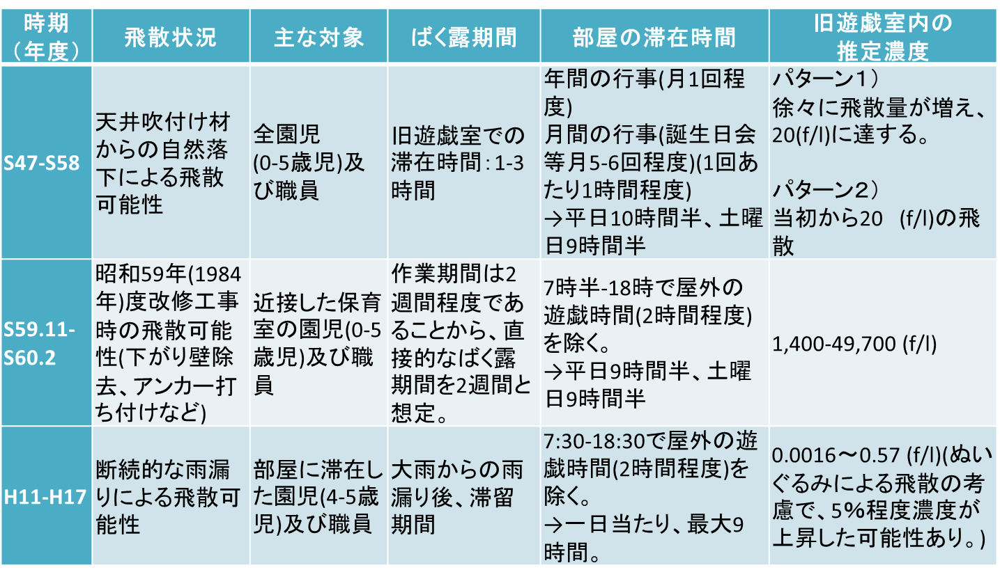 時期
（年度）
飛散状況
主な対象
ばく露期間
部屋の滞在時間
旧遊戯室内の
推定濃度
S47-S58
天井吹付け材
からの自然落
下による飛散
可能性
全園児
(0-5歳児)及
び職員
旧遊戯室での
滞在時間：1-3
時間
年間の行事(月1回程
度)
月間の行事(誕生日会
等月5-6回程度)(1回あ
たり1時間程度)
→平日10時間半、土曜
日9時間半
パターン１）
徐々に飛散量が増え、
20(f/l)に達する。
パターン２）
当初から20　(f/l)の飛
散
S59.11-
S60.2
昭和59年(1984
年)度改修工事
時の飛散可能
性(下がり壁除
去、アンカー打
ち付けなど)
近接した保育
室の園児(0-5
歳児)及び職
員
作業期間は2
週間程度であ
ることから、直
接的なばく露
期間を2週間と
想定。
7時半-18時で屋外の
遊戯時間(2時間程度)
を除く。
→平日9時間半、土曜
日9時間半
1,400-49,700 (f/l)
H11-H17
断続的な雨漏
りによる飛散可
能性
部屋に滞在し
た園児(4-5歳
児)及び職員
大雨からの雨
漏り後、滞留
期間
7:30-18:30で屋外の遊
戯時間(2時間程度)を
除く。
→一日当たり、最大9
時間。
0.0016～0.57 (f/l)(ぬい
ぐるみによる飛散の考
慮で、5%程度濃度が
上昇した可能性あり。)